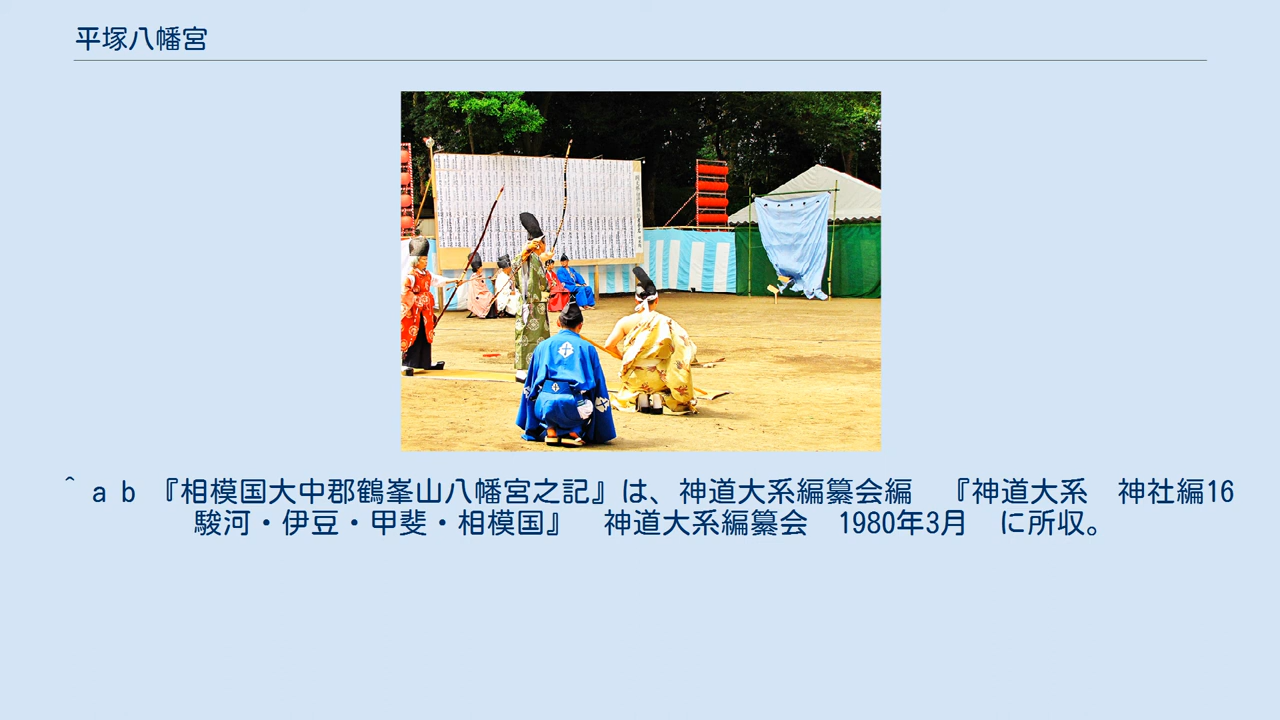 平塚八幡宮
^ a b 『相模国大中郡鶴峯山八幡宮之記』は、神道大系編纂会編　『神道大系　神社編16
駿河・伊豆・甲斐・相模国』　神道大系編纂会　1980年3月　に所収。